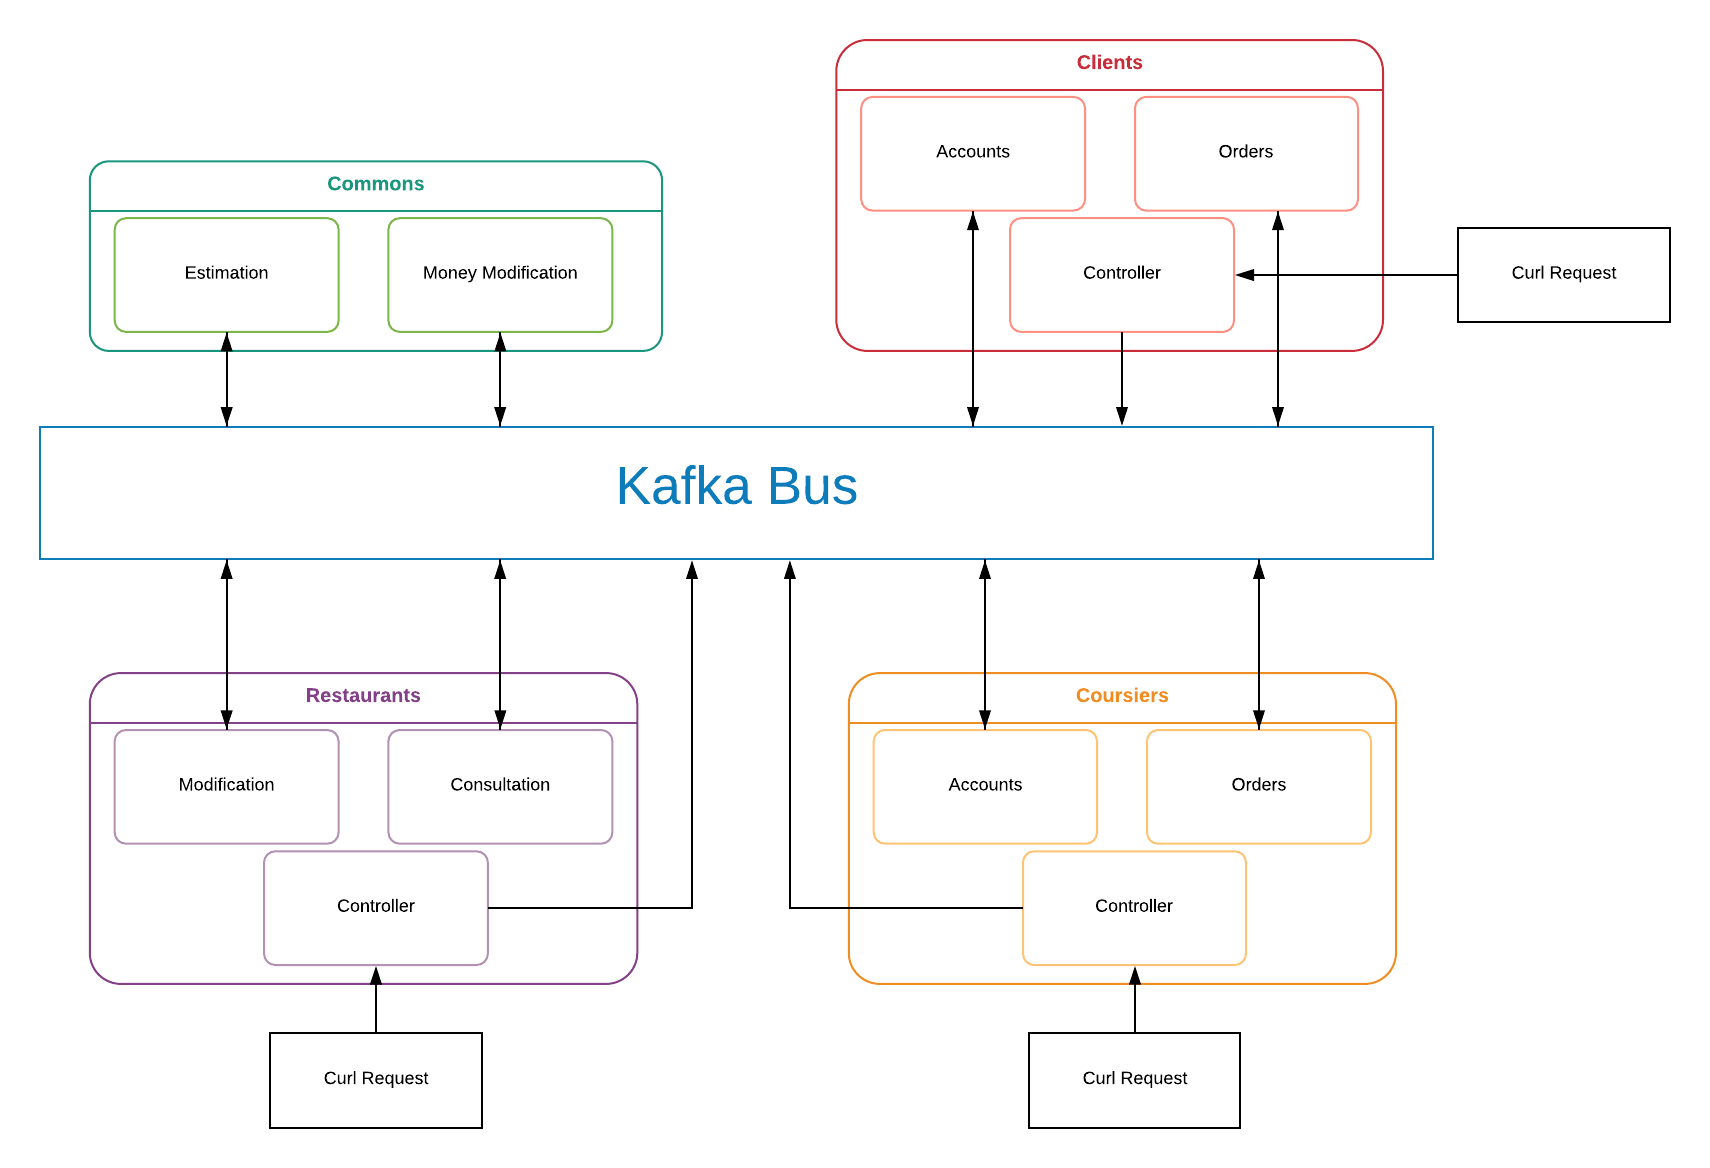 Clients
Accounts
Orders
Controller
Curl Request
Commons
Estimation
Money Modification
Kafka Bus
Restaurants
Modification
Consultation
Controller
Curl Request
Coursiers
Accounts
Orders
Controller
Curl Request